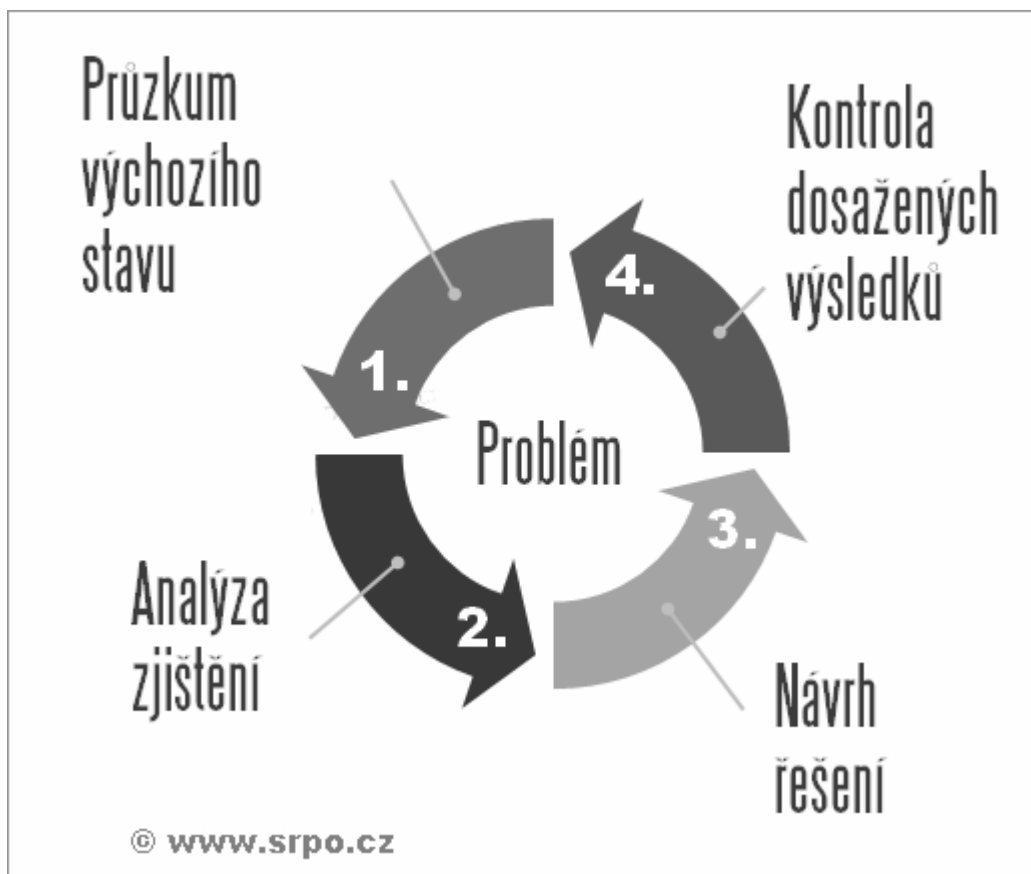 Průzkum
výchozího
stavu
1.
Analýza
zjištění
2.
Problém
3.
Návrh
řešení
4.
Kontrola
dosažených
výsledků
© www.srpo.cz